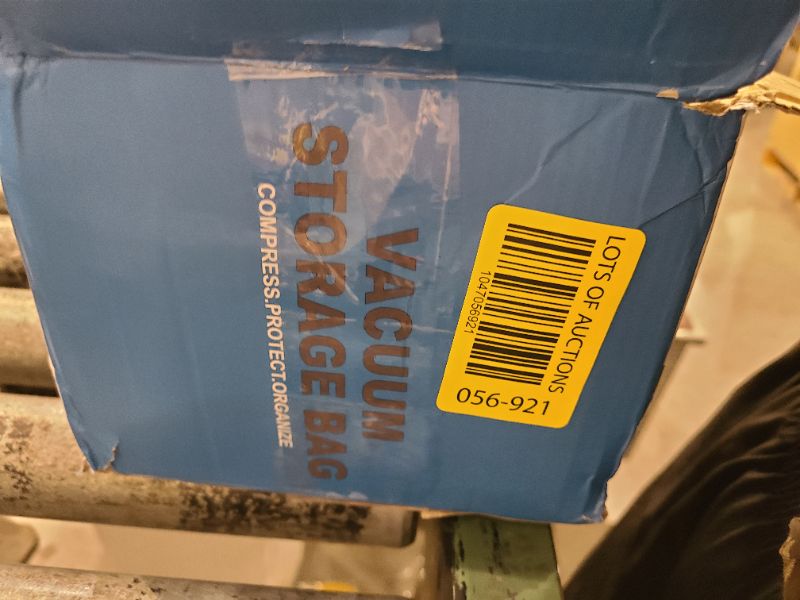 VACUUM
STORAGE BAG
COMPRESS.PROTECT.ORGANIZE
LOTS OF AUCTIONS
1047056921
056-921